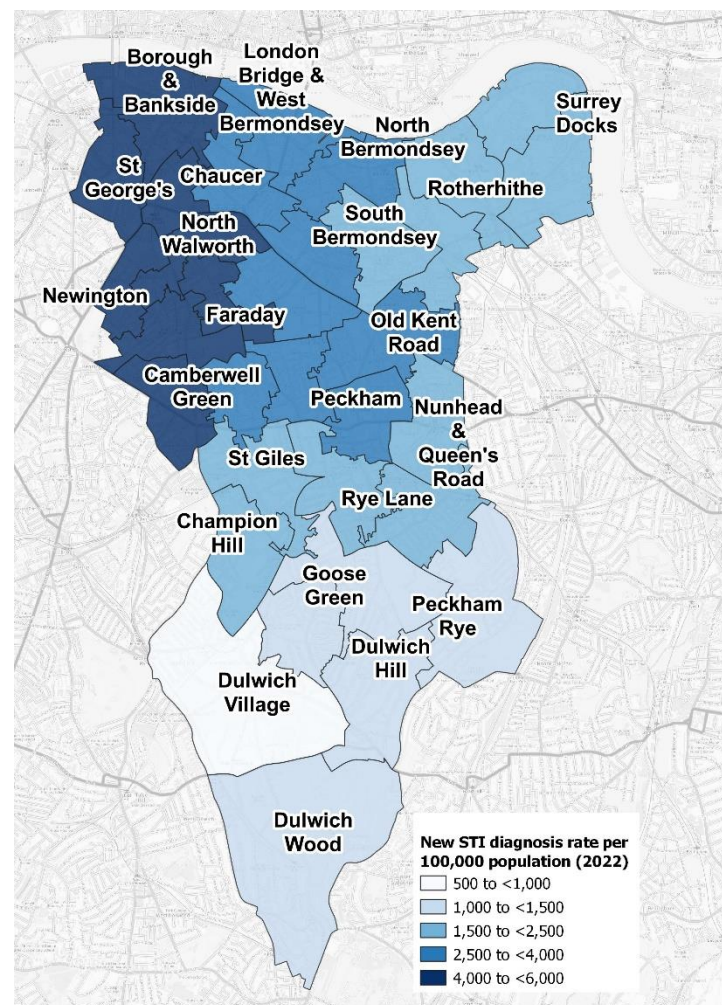 Borough
&
Bankside
London
Bridge &
West
Bermondsey
Surrey
Docks
North
Bermondsey
St
George's
Chaucer
Rotherhithe
South
Bermondsey
North
Walworth
Newington
Faraday
Old Kent
Road
Camberwell
Green
Peckham
Nunhead
&
Queen's
Road
St Giles
Rye Lane
Champion
Hill
Goose
Green
Peckham
Rye
Dulwich
Hill
Dulwich
Village
Dulwich
Wood
New STI diagnosis rate per
100,000 population (2022)
500 to <1,000
1,000 to <1,500
1,500 to <2,500
2,500 to <4,000
4,000 to <6,000